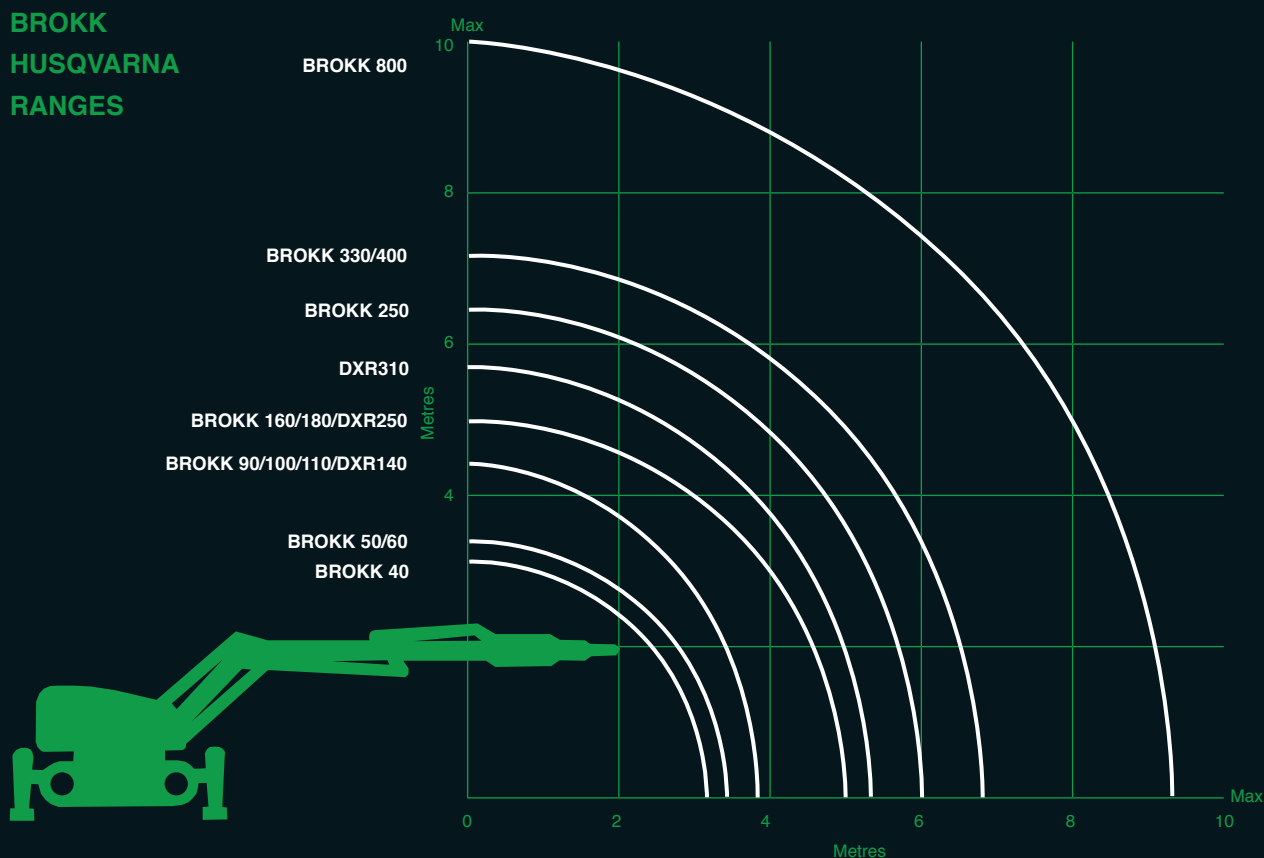 BROKK
HUSQVARNA
RANGES
Max
10
BROKK 800
8
BROKK 330/400
BROKK 250
6
DXR310
Metres
BROKK 160/180/DXR250
BROKK 90/100/110/DXR140
4
BROKK 50/60
BROKK 40
Max
0 2 4 6 8 10
Metres